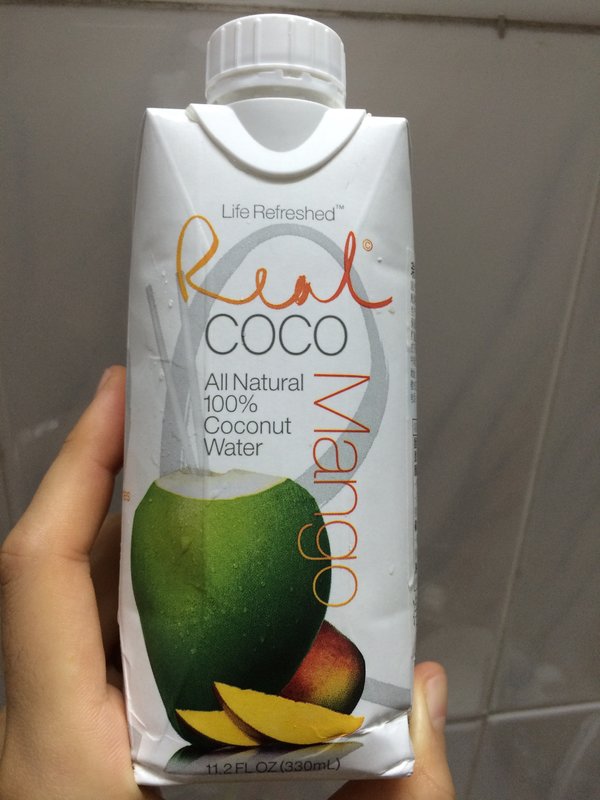 Life Refreshed™
Real©
COCO
Mango
All Natural
100%
Coconut
Water
11.2 FL OZ (330mL)